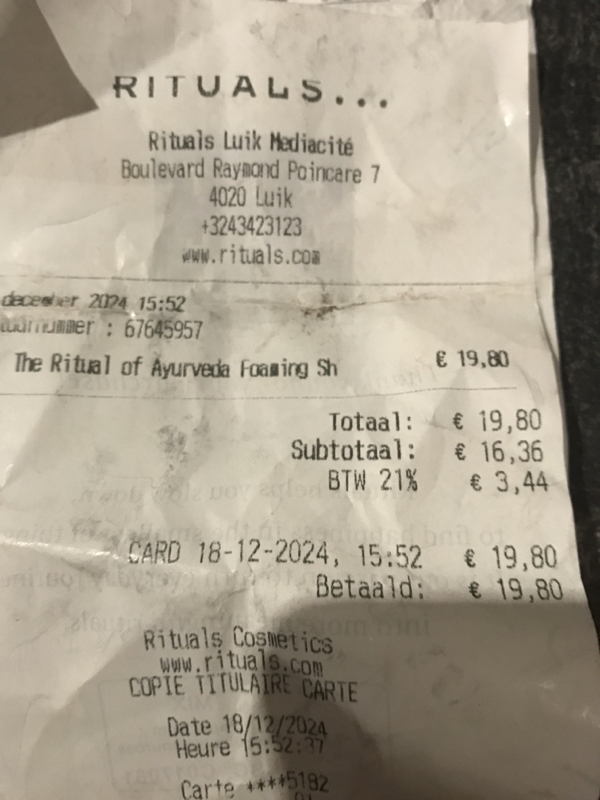 RITUALS...
Rituals Luik Mediacité
Boulevard Raymond Poincare 7
4020 Luik
+3243423123
www.rituals.com
december 2024 15:52
: 67645957
The Ritual of Ayurveda Foaming Sh € 19,80
Totaal: € 19,80
Subtotaal: € 16,36
BTW 21% € 3,44
CARD 18-12-2024, 15:52 € 19,80
Betaald: € 19,80
Rituals Cosmetics
www.rituals.com
COPIE TITULAIRE CARTE
Date 18/12/2024
Heure 15:52:37
Carte ****5182